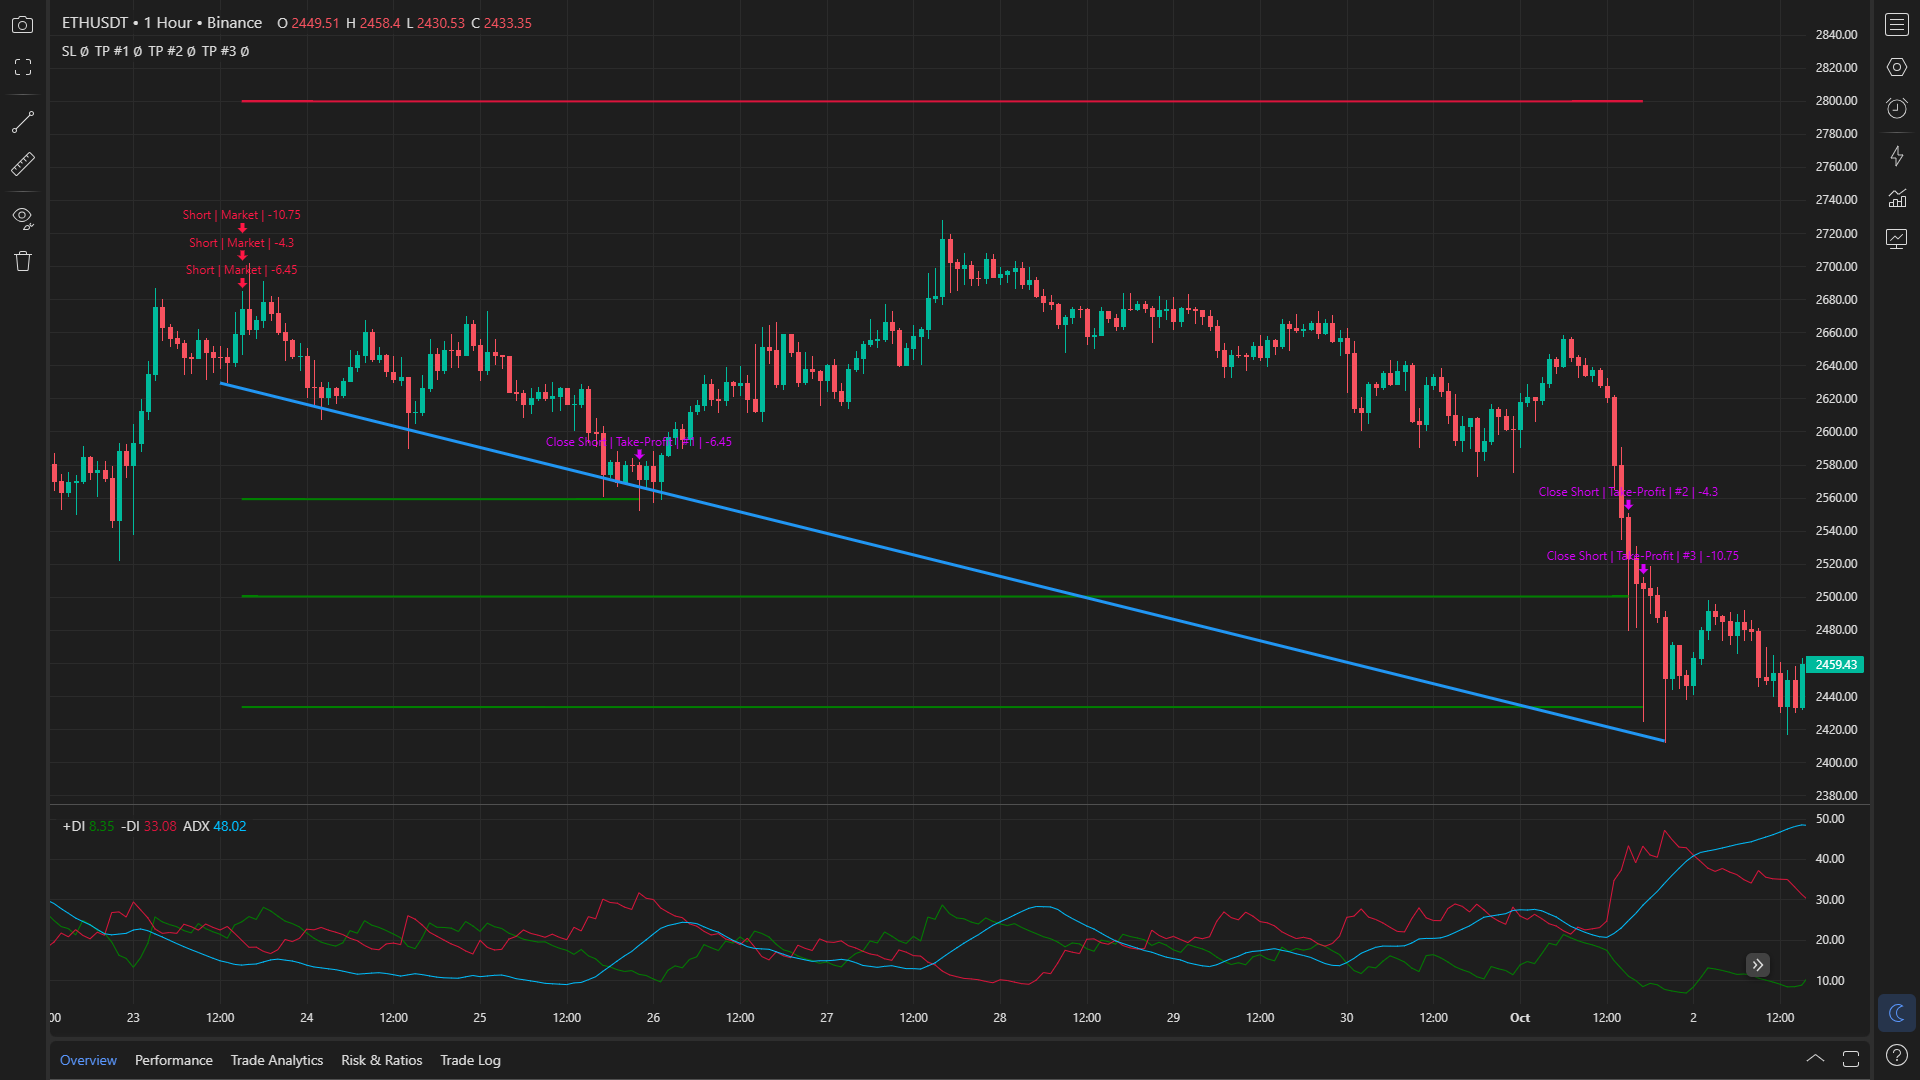 ETHUSDT • 1 Hour • Binance O 2449.51 H 2458.4 L 2430.53 C 2433.35
SL Ø TP #1 Ø TP #2 Ø TP #3 Ø
2840.00
2820.00
2800.00
2780.00
2760.00
2740.00
2720.00
2700.00
2680.00
2660.00
2640.00
2620.00
2600.00
2580.00
2560.00
2540.00
2520.00
2500.00
2480.00
2459.43
2440.00
2420.00
2400.00
2380.00
Short | Market | -10.75
Short | Market | -4.3
Short | Market | -6.45
Close Short | Take-Profit | #1 | -6.45
Close Short | Take-Profit | #2 | -4.3
Close Short | Take-Profit | #3 | -10.75
+DI 8.35 -DI 33.08 ADX 48.02
50.00
40.00
30.00
20.00
10.00
00 23 12:00 24 12:00 25 12:00 26 12:00 27 12:00 28 12:00 29 12:00 30 12:00 Oct 12:00 2 12:00
Overview Performance Trade Analytics Risk & Ratios Trade Log